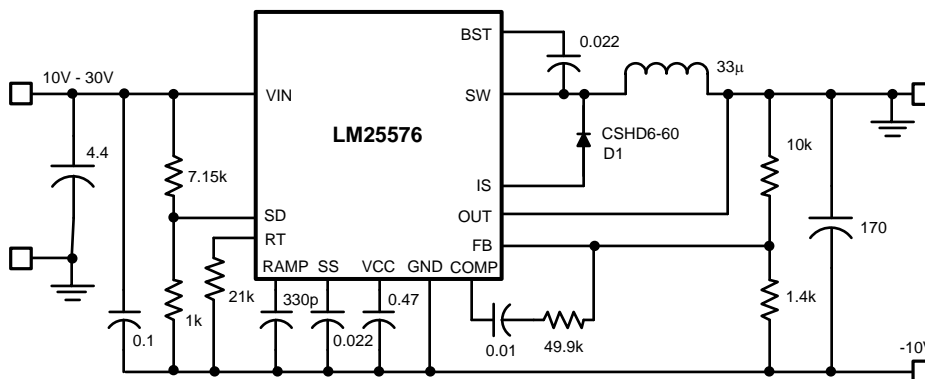 BST
0.022
33μ
10V - 30V
VIN
SW
LM25576
CSHD6-60
D1
10k
4.4
7.15k
IS
SD
OUT
170
RT
FB
RAMP
SS
VCC
GND
COMP
21k
330p
0.47
1.4k
1k
0.1
0.022
0.01
49.9k